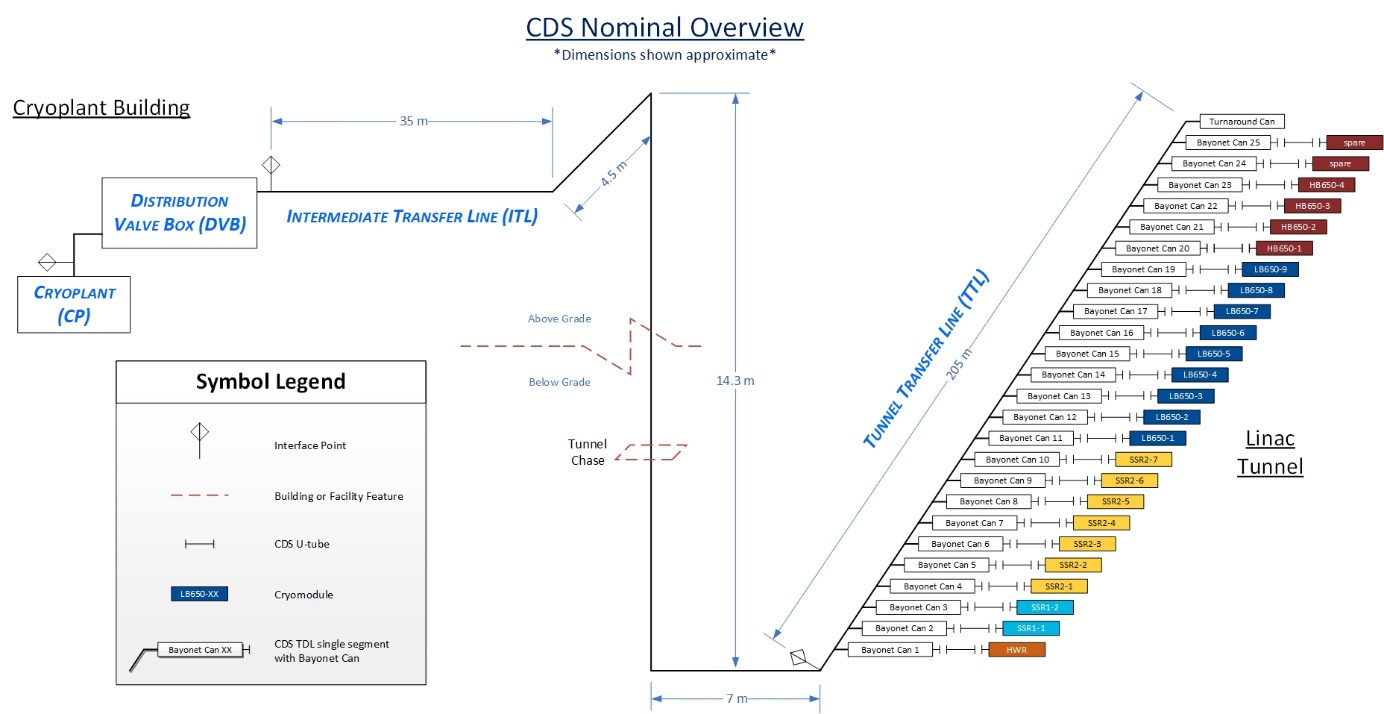 CDS Nominal Overview
*Dimensions shown approximate*
Cryoplant Building
35 m
4.5 m
DISTRIBUTION
VALVE BOX (DVB)
INTERMEDIATE TRANSFER LINE (ITL)
CRYOPLANT
(CP)
Above Grade
Below Grade
14.3 m
Tunnel
Chase
7 m
TUNNEL TRANSFER LINE (TTL)
205 m
Turnaround Can
Bayonet Can 25 spare
Bayonet Can 24 spare
Bayonet Can 23 HB650-4
Bayonet Can 22 HB650-3
Bayonet Can 21 HB650-2
Bayonet Can 20 HB650-1
Bayonet Can 19 LB650-9
Bayonet Can 18 LB650-8
Bayonet Can 17 LB650-7
Bayonet Can 16 LB650-6
Bayonet Can 15 LB650-5
Bayonet Can 14 LB650-4
Bayonet Can 13 LB650-3
Bayonet Can 12 LB650-2
Bayonet Can 11 LB650-1
Bayonet Can 10 SSR2-7
Bayonet Can 9 SSR2-6
Bayonet Can 8 SSR2-5
Bayonet Can 7 SSR2-4
Bayonet Can 6 SSR2-3
Bayonet Can 5 SSR2-2
Bayonet Can 4 SSR2-1
Bayonet Can 3 SSR1-2
Bayonet Can 2 SSR1-1
Bayonet Can 1 HWR
Linac
Tunnel
Symbol Legend
Interface Point
Building or Facility Feature
CDS U-tube
LB650-XX Cryomodule
Bayonet Can XX
CDS TDL single segment
with Bayonet Can